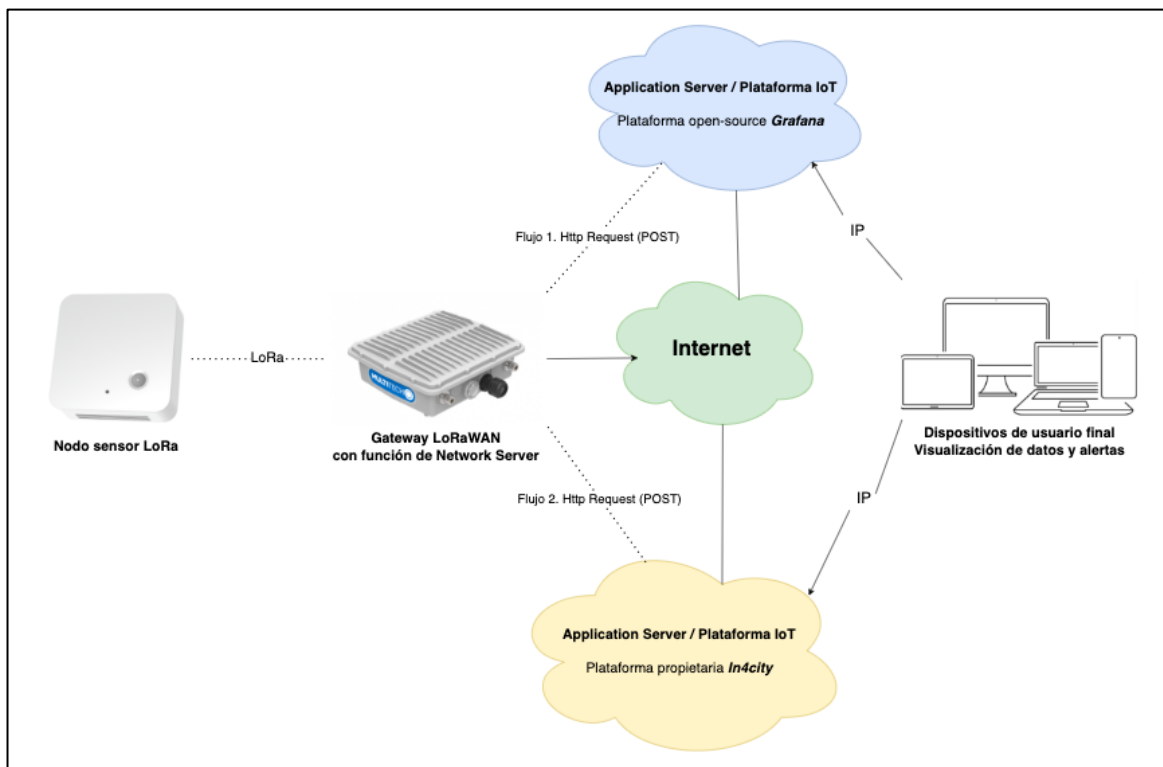 Application Server / Plataforma IoT
Plataforma open-source Grafana
Flujo 1. Http Request (POST)
IP
LoRa
MULTITECH
Internet
Nodo sensor LoRa
Gateway LoRaWAN
con función de Network Server
Dispositivos de usuario final
Visualización de datos y alertas
Flujo 2. Http Request (POST)
IP
Application Server / Plataforma IoT
Plataforma propietaria In4city